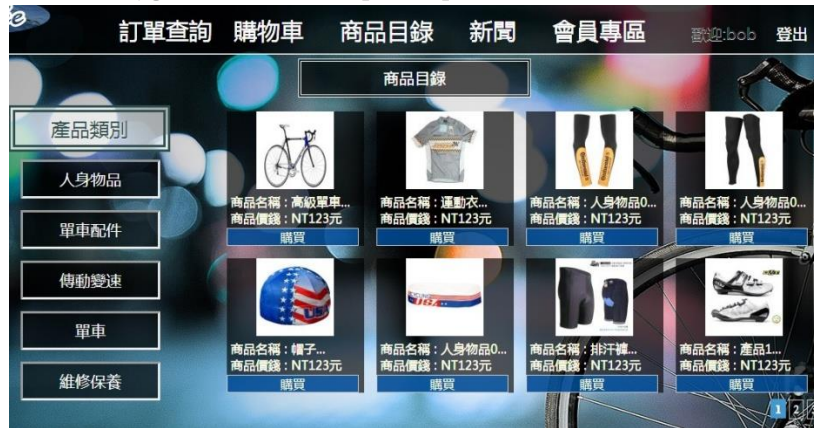 訂單查詢 購物車 商品目錄 新聞 會員專區 歡迎:bob 登出
商品目錄
產品類別
人身物品
單車配件
傳動變速
單車
維修保養
商品名稱：高級單車...
商品價錢：NT123元
購買
商品名稱：運動衣...
商品價錢：NT123元
購買
商品名稱：人身物品0...
商品價錢：NT123元
購買
商品名稱：人身物品0...
商品價錢：NT123元
購買
商品名稱：帽子...
商品價錢：NT123元
購買
商品名稱：人身物品0...
商品價錢：NT123元
購買
商品名稱：排汗褲...
商品價錢：NT123元
購買
商品名稱：產品1...
商品價錢：NT123元
購買
1 2